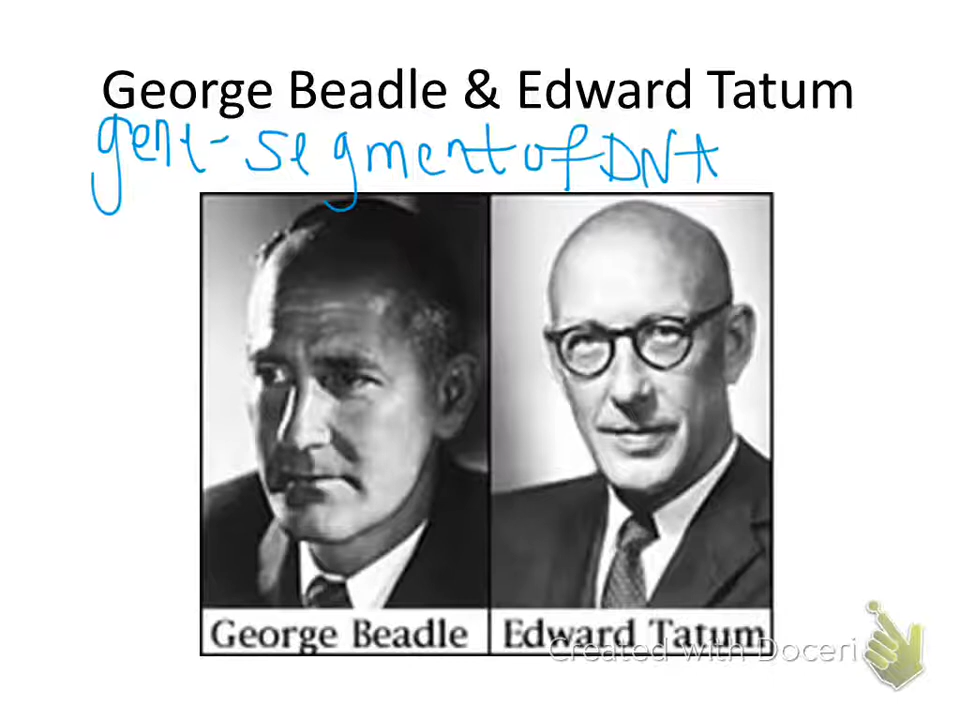 George Beadle & Edward Tatum
gene- segment of DNA
George Beadle Edward Tatum
Created with Doceri